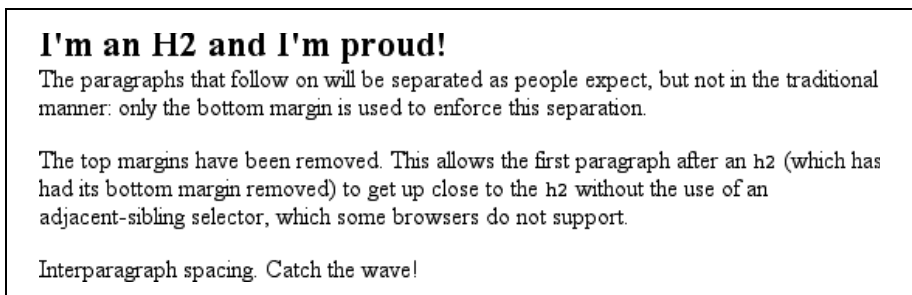 I'm an H2 and I'm proud!
The paragraphs that follow on will be separated as people expect, but not in the traditional
manner: only the bottom margin is used to enforce this separation.
The top margins have been removed. This allows the first paragraph after an h2 (which has
had its bottom margin removed) to get up close to the h2 without the use of an
adjacent-sibling selector, which some browsers do not support.
Interparagraph spacing. Catch the wave!